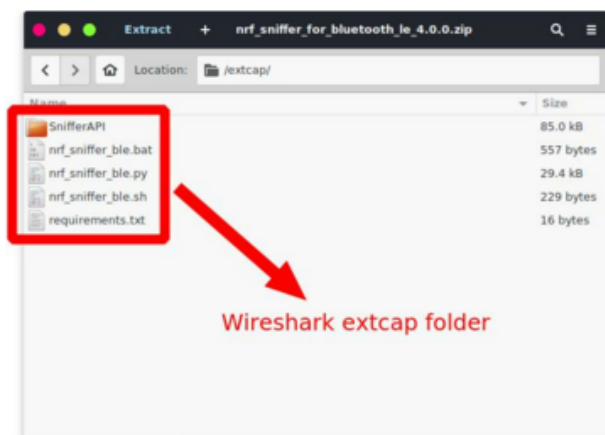 Extract + nrf_sniffer_for_bluetooth_le_4.0.0.zip
Location: /extcap/
Name Size
SnifferAPI 85.0 kB
nrf_sniffer_ble.bat 557 bytes
nrf_sniffer_ble.py 29.4 kB
nrf_sniffer_ble.sh 229 bytes
requirements.txt 16 bytes
Wireshark extcap folder